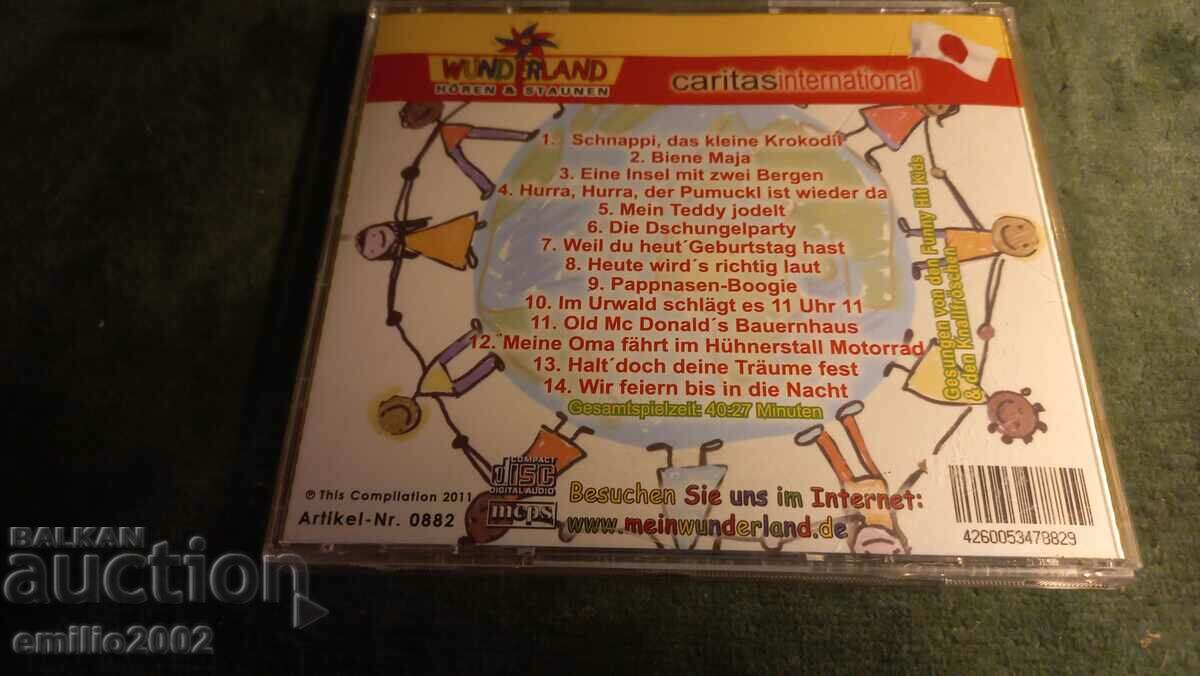 WUNDERLAND
HÖREN & STAUNEN
caritasinternational
1. Schnappi, das kleine Krokodil
2. Biene Maja
3. Eine Insel mit zwei Bergen
4. Hurra, Hurra, der Pumuckl ist wieder da
5. Mein Teddy jodelt
6. Die Dschungelparty
7. Weil du heut´Geburtstag hast
8. Heute wird´s richtig laut
9. Pappnasen-Boogie
10. Im Urwald schlägt es 11 Uhr 11
11. Old Mc Donald´s Bauernhaus
12. Meine Oma fährt im Hühnerstall Motorrad
13. Halt´doch deine Träume fest
14. Wir feiern bis in die Nacht
Gesamtspielzeit: 40:27 Minuten
Gesungen von den Funny Hit Kids
& den Knallfröschen
COMPACT
disc
DIGITAL AUDIO
mcps
℗ This Compilation 2011
Artikel-Nr. 0882
Besuchen Sie uns im Internet:
www.meinwunderland.de
4260053478829
BALKAN
auction
emilio2002